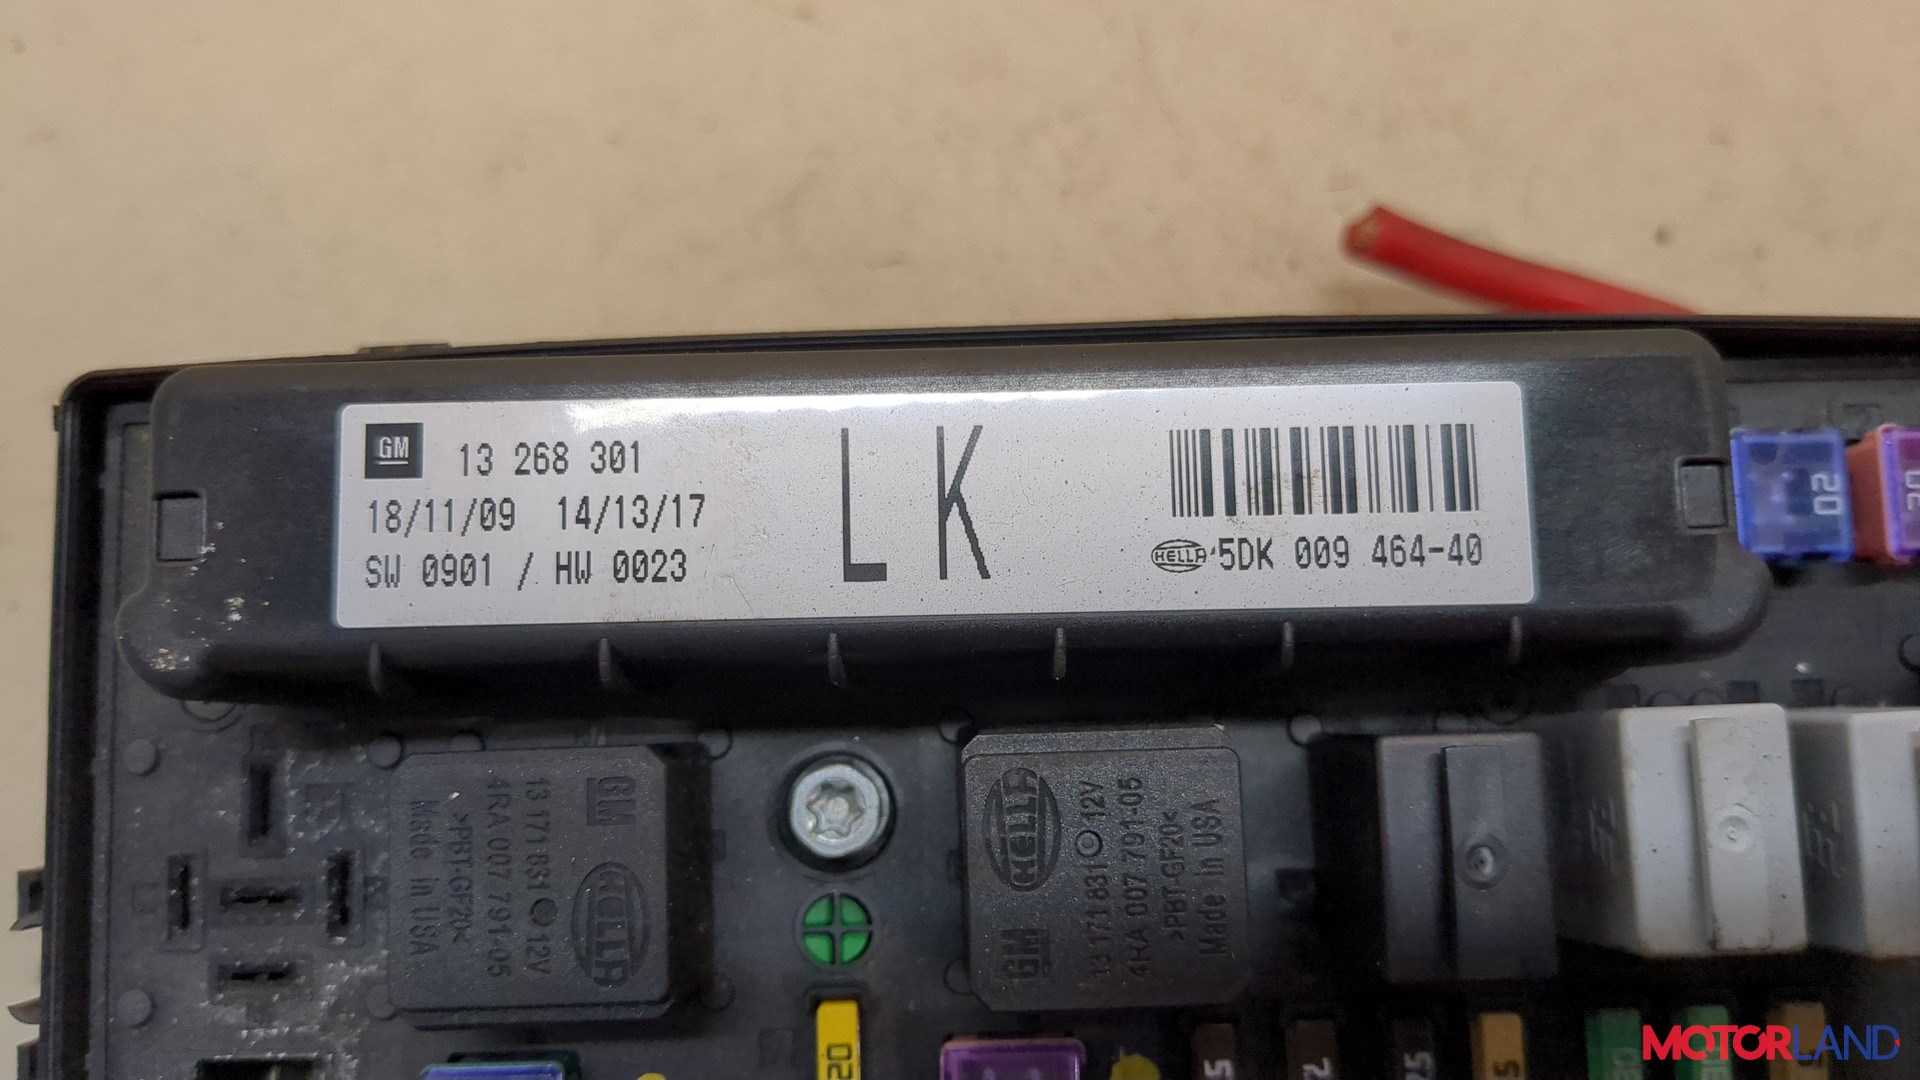 GM 13 268 301
18/11/09 14/13/17
SW 0901 / HW 0023
LK
HELLA 5DK 009 464-40
20
GM
13 171 831 12V
4RA 007 791-05
>PBT-GF20<
Made in USA
HELLA
HELLA
GM
13 171 831 12V
4RA 007 791-05
>PBT-GF20<
Made in USA
20
MOTORLAND